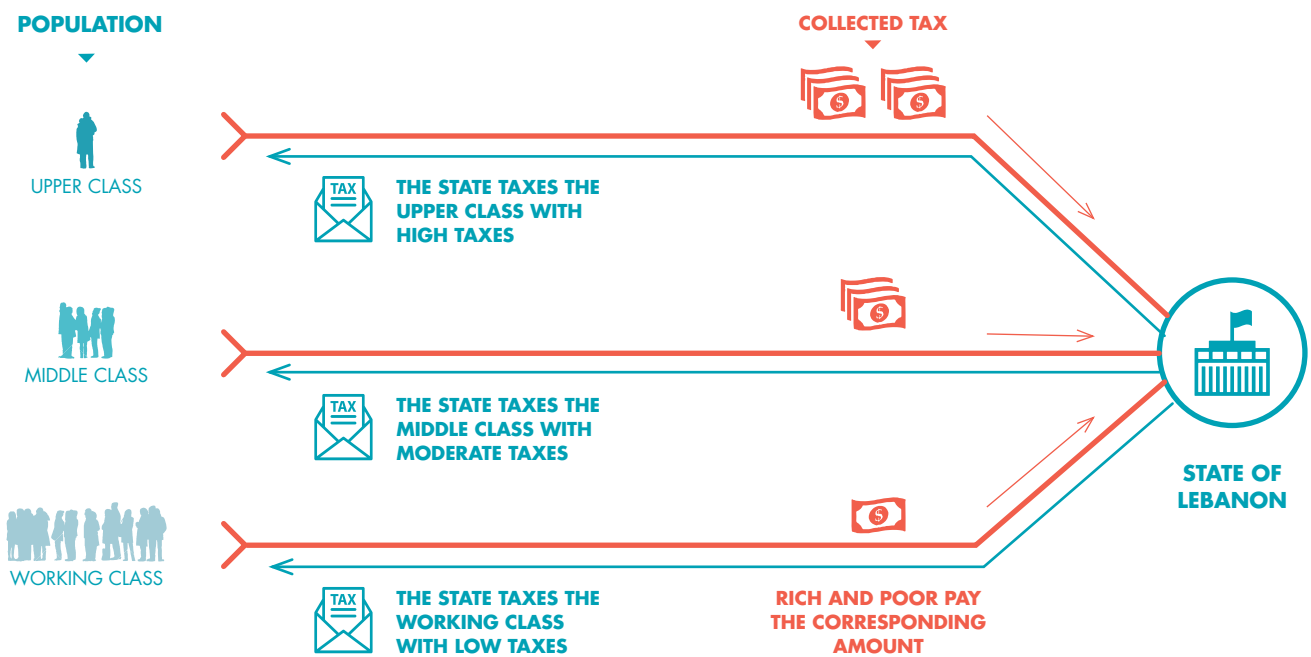 POPULATION
COLLECTED TAX
$ $
UPPER CLASS
TAX
THE STATE TAXES THE
UPPER CLASS WITH
HIGH TAXES
$
MIDDLE CLASS
TAX
THE STATE TAXES THE
MIDDLE CLASS WITH
MODERATE TAXES
STATE OF
LEBANON
$
WORKING CLASS
TAX
THE STATE TAXES THE
WORKING CLASS
WITH LOW TAXES
RICH AND POOR PAY
THE CORRESPONDING
AMOUNT